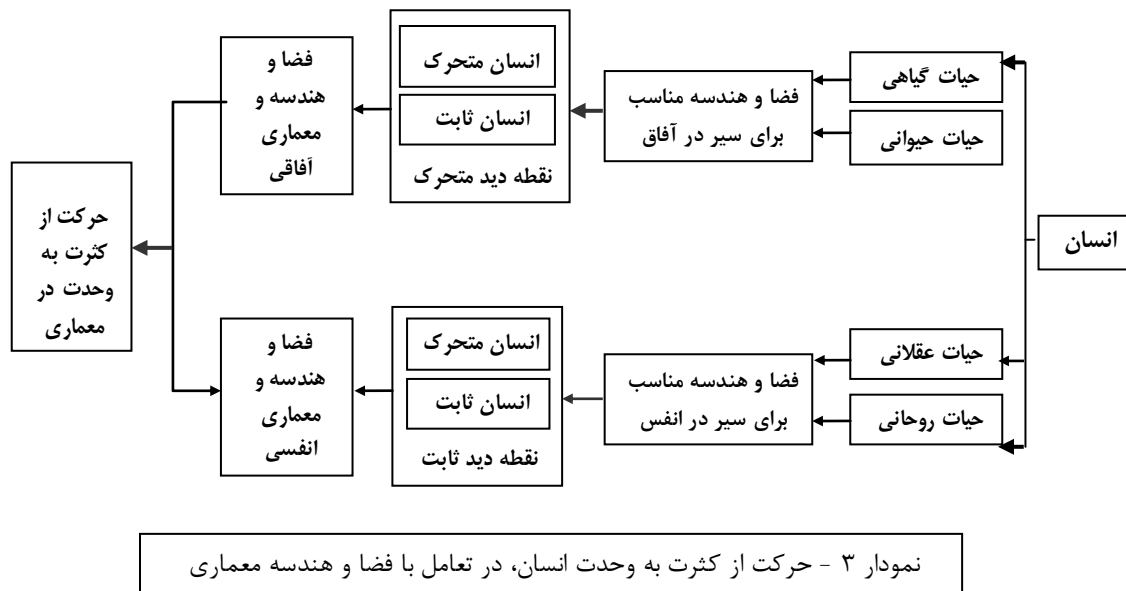 انسان
حیات گیاهی
حیات حیوانی
فضا و هندسه مناسب
برای سیر در آفاق
انسان متحرک
انسان ثابت
نقطه دید متحرک
فضا و
هندسه و
معماری
آفاقی
حیات عقلانی
حیات روحانی
فضا و هندسه مناسب
برای سیر در انفس
انسان متحرک
انسان ثابت
نقطه دید ثابت
فضا و
هندسه و
معماری
انفسی
حرکت از
کثرت به
وحدت در
معماری
نمودار ۳ - حرکت از کثرت به وحدت انسان، در تعامل با فضا و هندسه معماری